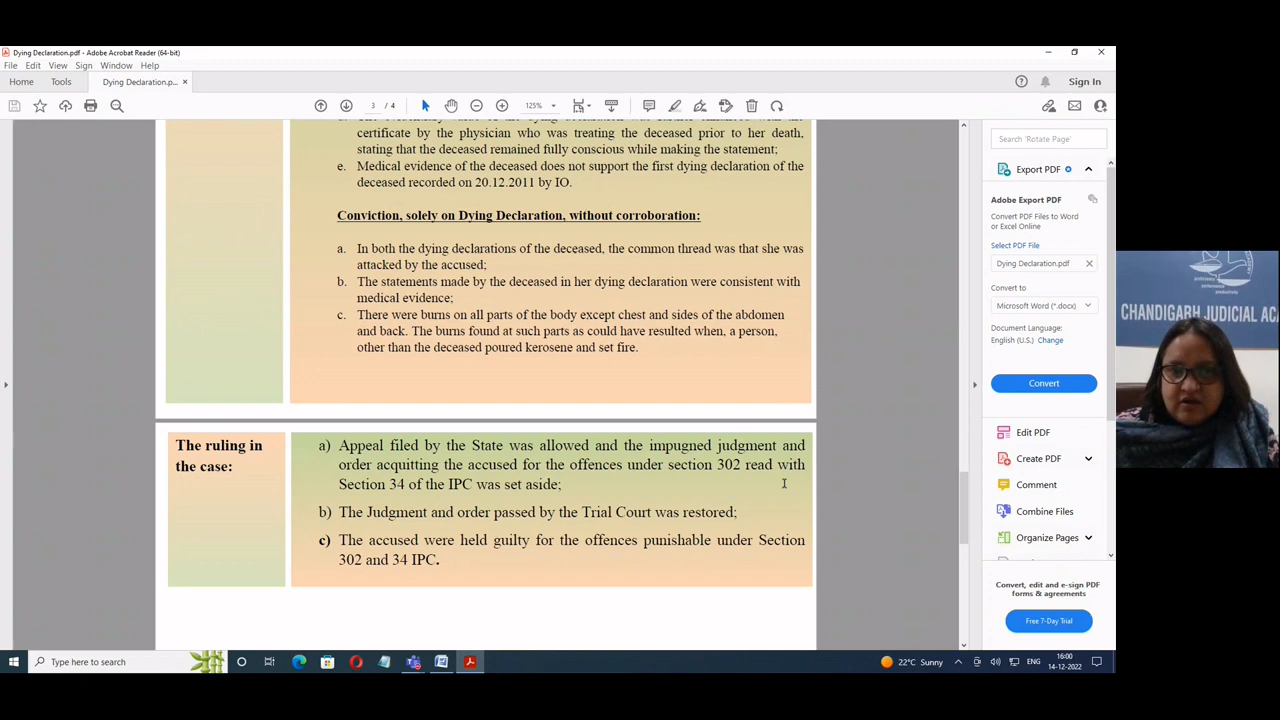 Dying Declaration.pdf - Adobe Acrobat Reader (64-bit)
File Edit View Sign Window Help
Home Tools Dying Declaration.p... × Sign In
3 / 4 125%
certificate by the physician who was treating the deceased prior to her death,
stating that the deceased remained fully conscious while making the statement;
e. Medical evidence of the deceased does not support the first dying declaration of the
deceased recorded on 20.12.2011 by IO.
Conviction, solely on Dying Declaration, without corroboration:
a. In both the dying declarations of the deceased, the common thread was that she was
attacked by the accused;
b. The statements made by the deceased in her dying declaration were consistent with
medical evidence;
c. There were burns on all parts of the body except chest and sides of the abdomen
and back. The burns found at such parts as could have resulted when, a person,
other than the deceased poured kerosene and set fire.
The ruling in
the case:
a) Appeal filed by the State was allowed and the impugned judgment and
order acquitting the accused for the offences under section 302 read with
Section 34 of the IPC was set aside;
b) The Judgment and order passed by the Trial Court was restored;
c) The accused were held guilty for the offences punishable under Section
302 and 34 IPC.
Search 'Rotate Page'
Export PDF
Adobe Export PDF
Convert PDF Files to Word
or Excel Online
Select PDF File
Dying Declaration.pdf ×
Convert to
Microsoft Word (*.docx)
Document Language:
English (U.S.) Change
Convert
Edit PDF
Create PDF
Comment
Combine Files
Organize Pages
Convert, edit and e-sign PDF
forms & agreements
Free 7-Day Trial
CHANDIGARH JUDICIAL ACA
Type here to search
22°C Sunny
ENG
16:00
14-12-2022